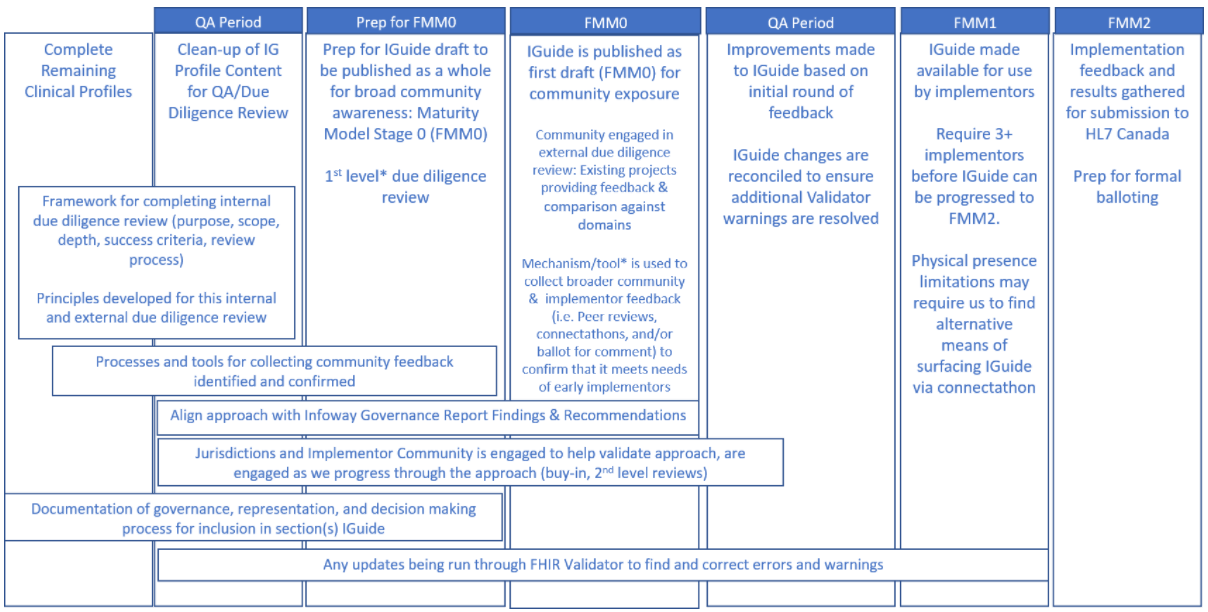 QA Period
Prep for FMM0
FMM0
QA Period
FMM1
FMM2
Complete
Remaining
Clinical Profiles
Clean-up of IG
Profile Content
for QA/Due
Diligence Review
Prep for IGuide draft to
be published as a whole
for broad community
awareness: Maturity
Model Stage 0 (FMM0)
1st level* due diligence
review
IGuide is published as
first draft (FMM0) for
community exposure
Community engaged in
external due diligence
review: Existing projects
providing feedback &
comparison against
domains
Mechanism/tool* is used to
collect broader community
& implementor feedback
(i.e. Peer reviews,
connectathons, and/or
ballot for comment) to
confirm that it meets needs
of early implementors
Improvements made
to IGuide based on
initial round of
feedback
IGuide changes are
reconciled to ensure
additional Validator
warnings are resolved
IGuide made
available for use
by implementors
Require 3+
implementors
before IGuide can
be progressed to
FMM2.
Physical presence
limitations may
require us to find
alternative
means of
surfacing IGuide
via connectathon
Implementation
feedback and
results gathered
for submission to
HL7 Canada
Prep for formal
balloting
Framework for completing internal
due diligence review (purpose, scope,
depth, success criteria, review
process)
Principles developed for this internal
and external due diligence review
Processes and tools for collecting community feedback
identified and confirmed
Align approach with Infoway Governance Report Findings & Recommendations
Jurisdictions and Implementor Community is engaged to help validate approach, are
engaged as we progress through the approach (buy-in, 2nd level reviews)
Documentation of governance, representation, and decision making
process for inclusion in section(s) IGuide
Any updates being run through FHIR Validator to find and correct errors and warnings